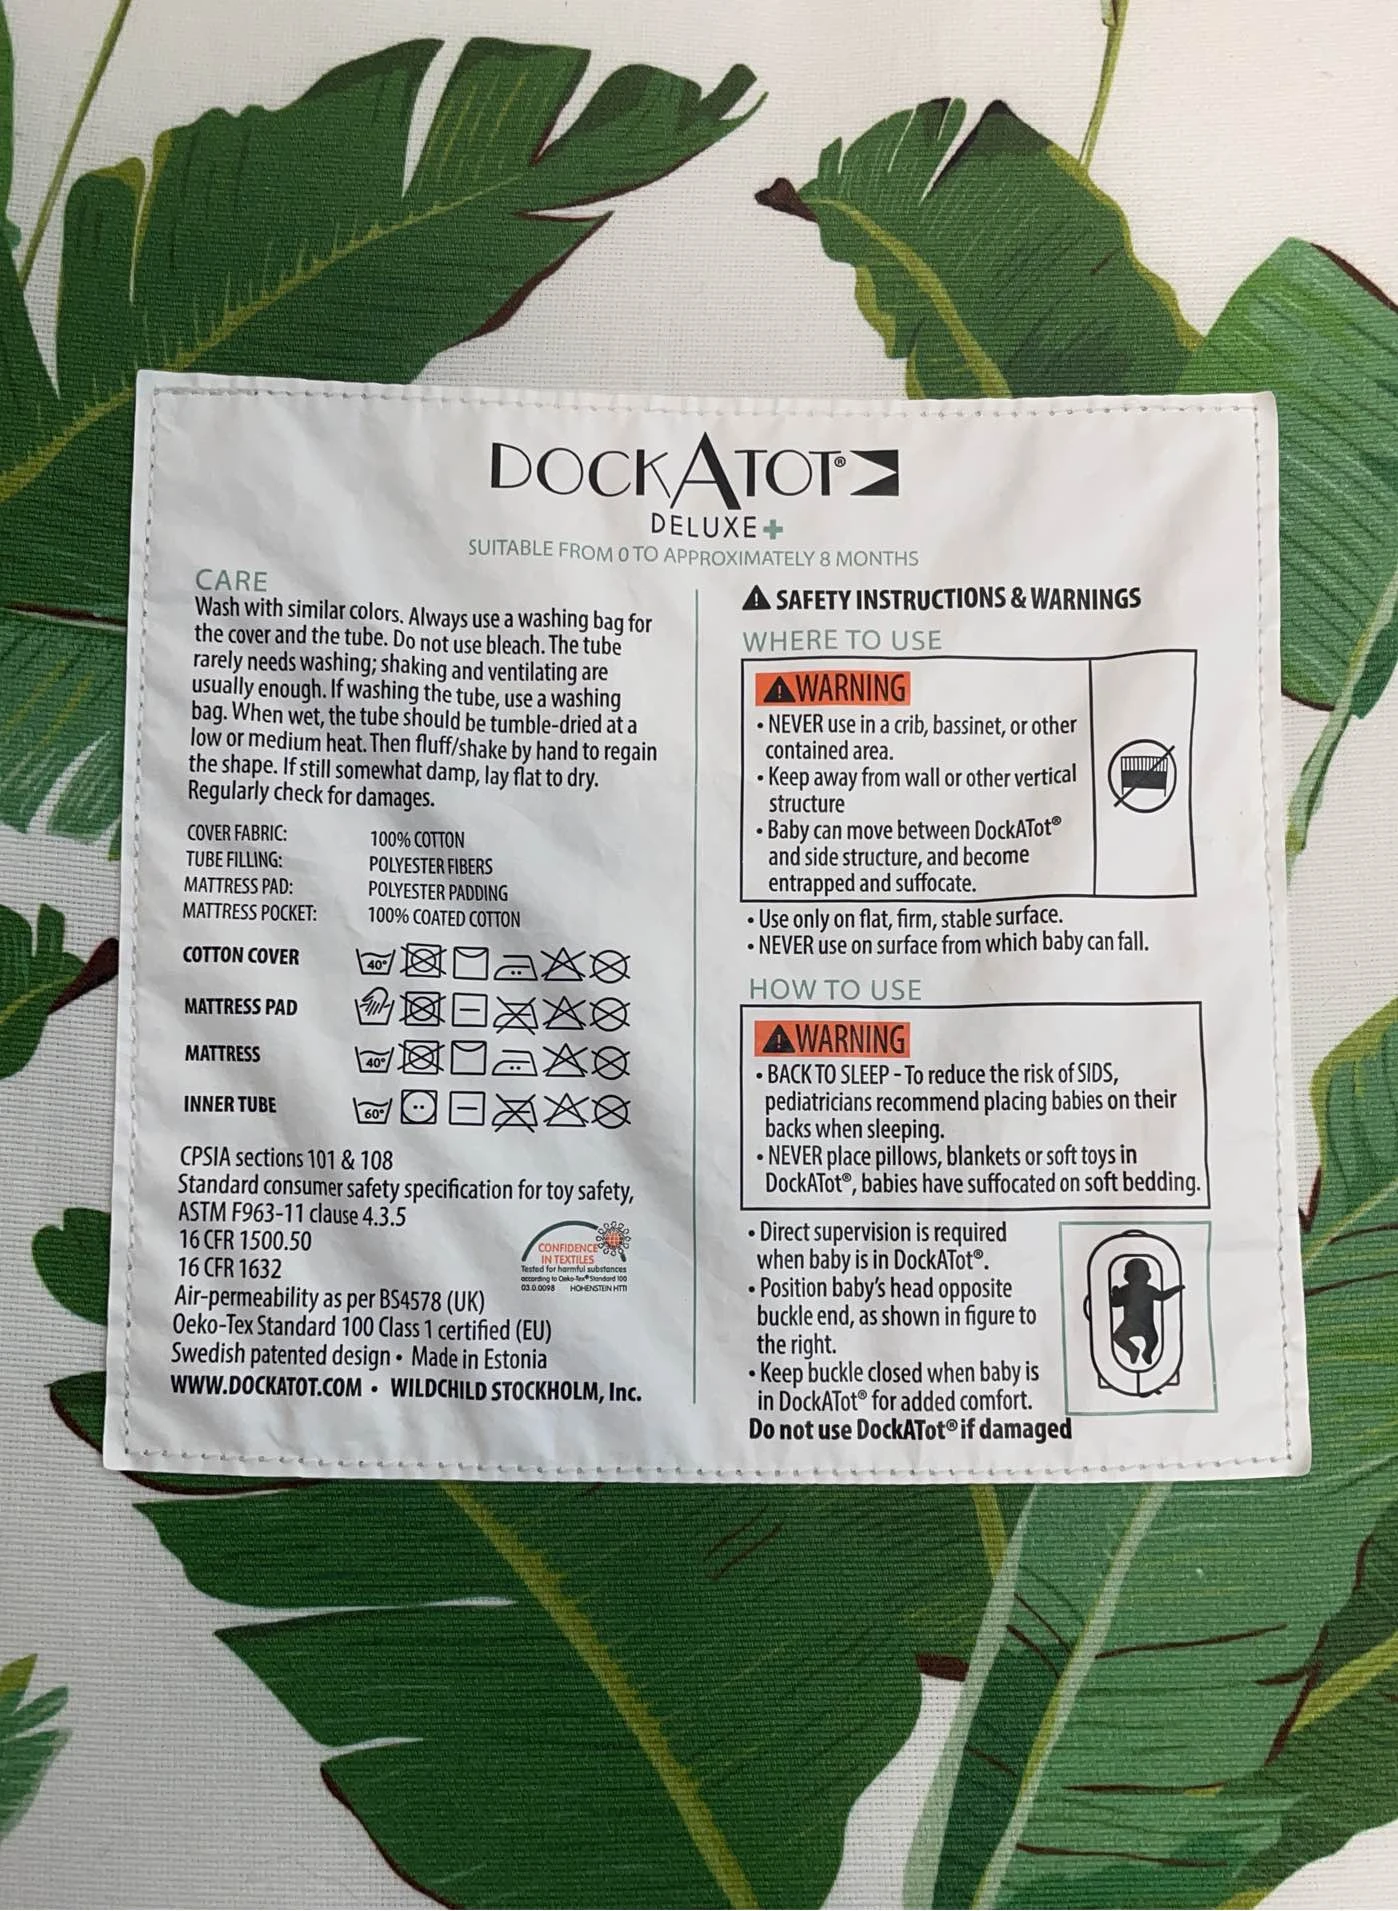 DOCKATOT®
DELUXE+
SUITABLE FROM 0 TO APPROXIMATELY 8 MONTHS
CARE
Wash with similar colors. Always use a washing bag for
the cover and the tube. Do not use bleach. The tube
rarely needs washing; shaking and ventilating are
usually enough. If washing the tube, use a washing
bag. When wet, the tube should be tumble-dried at a
low or medium heat. Then fluff/shake by hand to regain
the shape. If still somewhat damp, lay flat to dry.
Regularly check for damages.
COVER FABRIC: 100% COTTON
TUBE FILLING: POLYESTER FIBERS
MATTRESS PAD: POLYESTER PADDING
MATTRESS POCKET: 100% COATED COTTON
COTTON COVER 40°
MATTRESS PAD
MATTRESS 40°
INNER TUBE 60°
CPSIA sections 101 & 108
Standard consumer safety specification for toy safety,
ASTM F963-11 clause 4.3.5
16 CFR 1500.50
16 CFR 1632
Air-permeability as per BS4578 (UK)
Oeko-Tex Standard 100 Class 1 certified (EU)
Swedish patented design • Made in Estonia
WWW.DOCKATOT.COM • WILDCHILD STOCKHOLM, Inc.
CONFIDENCE
IN TEXTILES
Tested for harmful substances
according to Oeko-Tex® Standard 100
03.0.0098 HOHENSTEIN HTTI
SAFETY INSTRUCTIONS & WARNINGS
WHERE TO USE
WARNING
• NEVER use in a crib, bassinet, or other
contained area.
• Keep away from wall or other vertical
structure
• Baby can move between DockATot®
and side structure, and become
entrapped and suffocate.
• Use only on flat, firm, stable surface.
• NEVER use on surface from which baby can fall.
HOW TO USE
WARNING
• BACK TO SLEEP - To reduce the risk of SIDS,
pediatricians recommend placing babies on their
backs when sleeping.
• NEVER place pillows, blankets or soft toys in
DockATot®, babies have suffocated on soft bedding.
• Direct supervision is required
when baby is in DockATot®.
• Position baby's head opposite
buckle end, as shown in figure to
the right.
• Keep buckle closed when baby is
in DockATot® for added comfort.
Do not use DockATot® if damaged